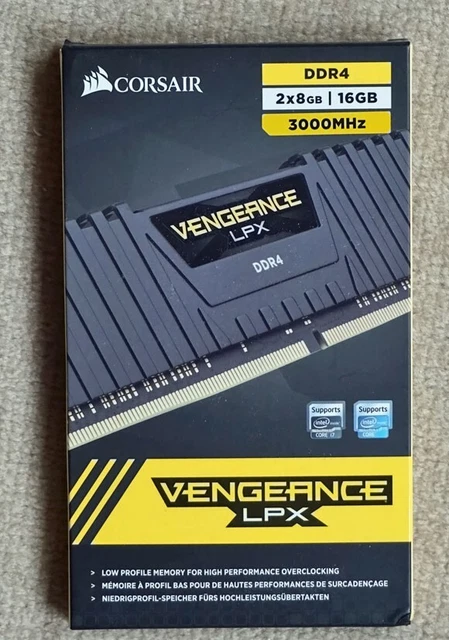 CORSAIR
DDR4
2x8GB | 16GB
3000MHz
VENGEANCE
LPX
DDR4
Supports
intel
CORE i7
Supports
intel
CORE
VENGEANCE
LPX
> LOW PROFILE MEMORY FOR HIGH PERFORMANCE OVERCLOCKING
> MÉMOIRE À PROFIL BAS POUR DE HAUTES PERFORMANCES DE SURCADENÇAGE
> NIEDRIGPROFIL-SPEICHER FÜRS HOCHLEISTUNGSÜBERTAKTEN